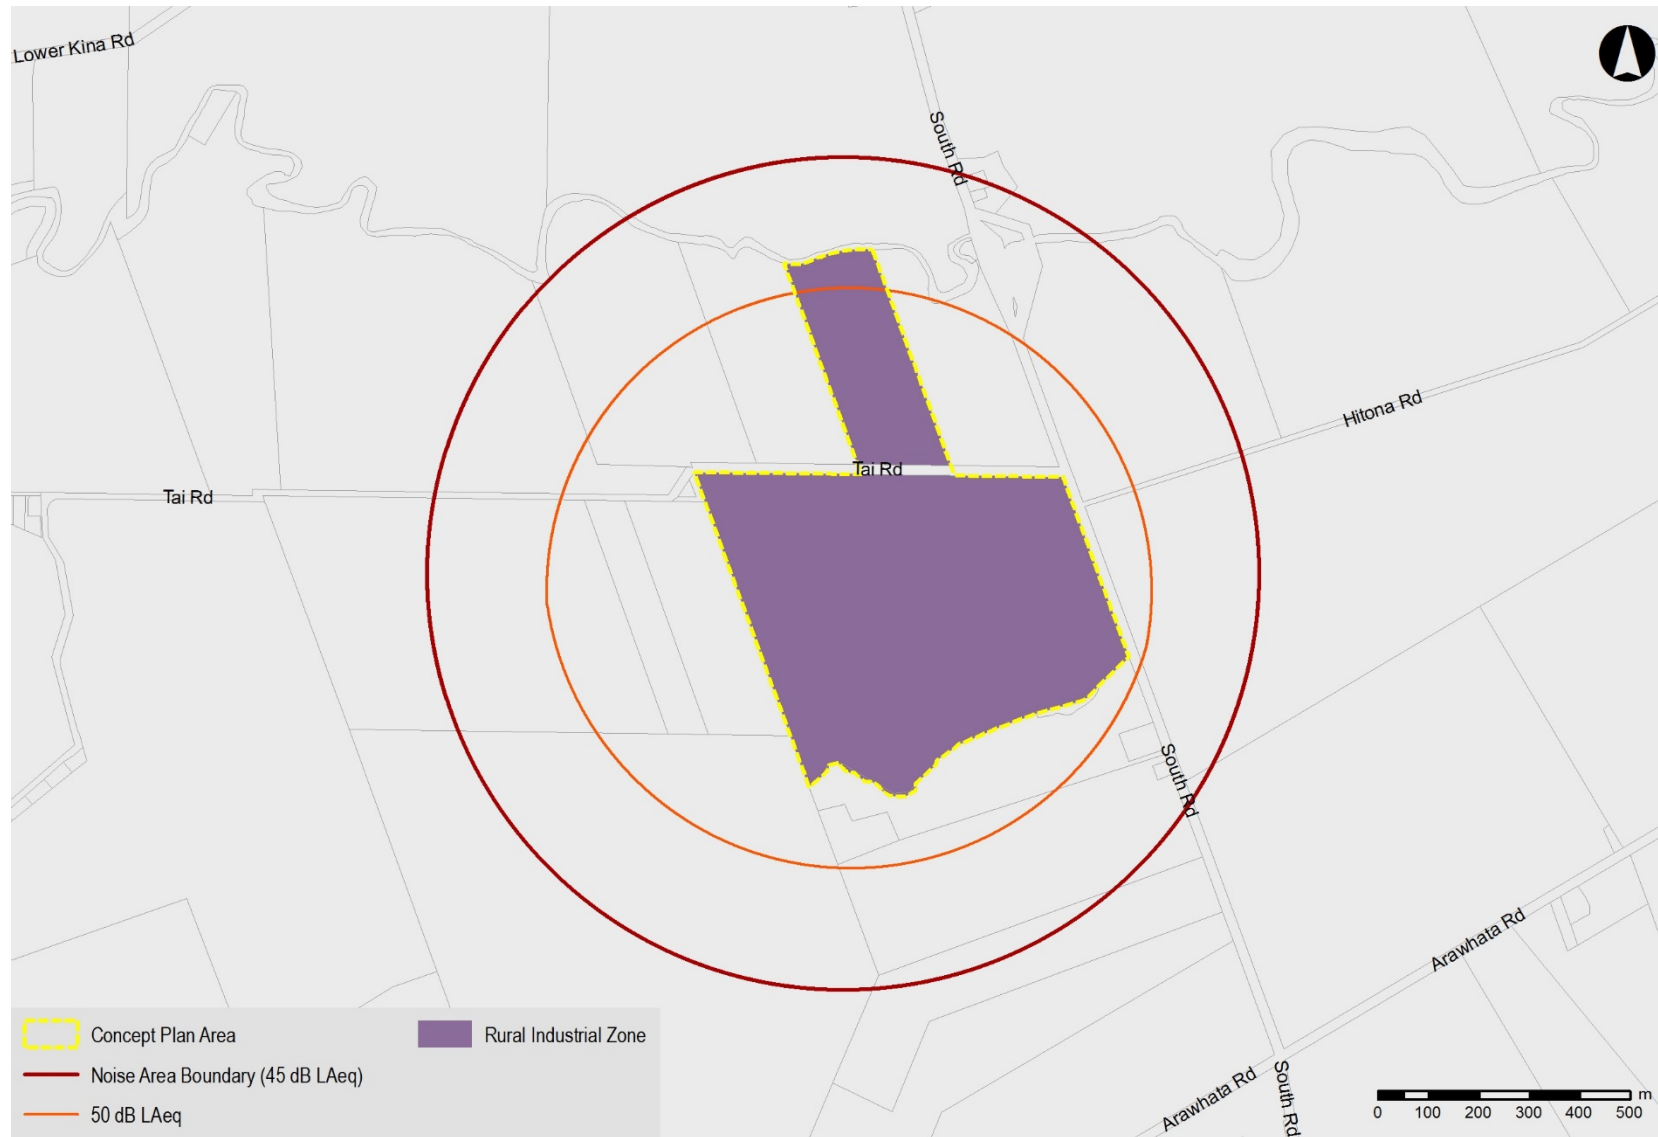 Lower Kina Rd
South Rd
Hitona Rd
Tai Rd
Tai Rd
South Rd
Arawhata Rd
Arawhata Rd
South Rd
Concept Plan Area
Rural Industrial Zone
Noise Area Boundary (45 dB LAeq)
50 dB LAeq
m
0 100 200 300 400 500